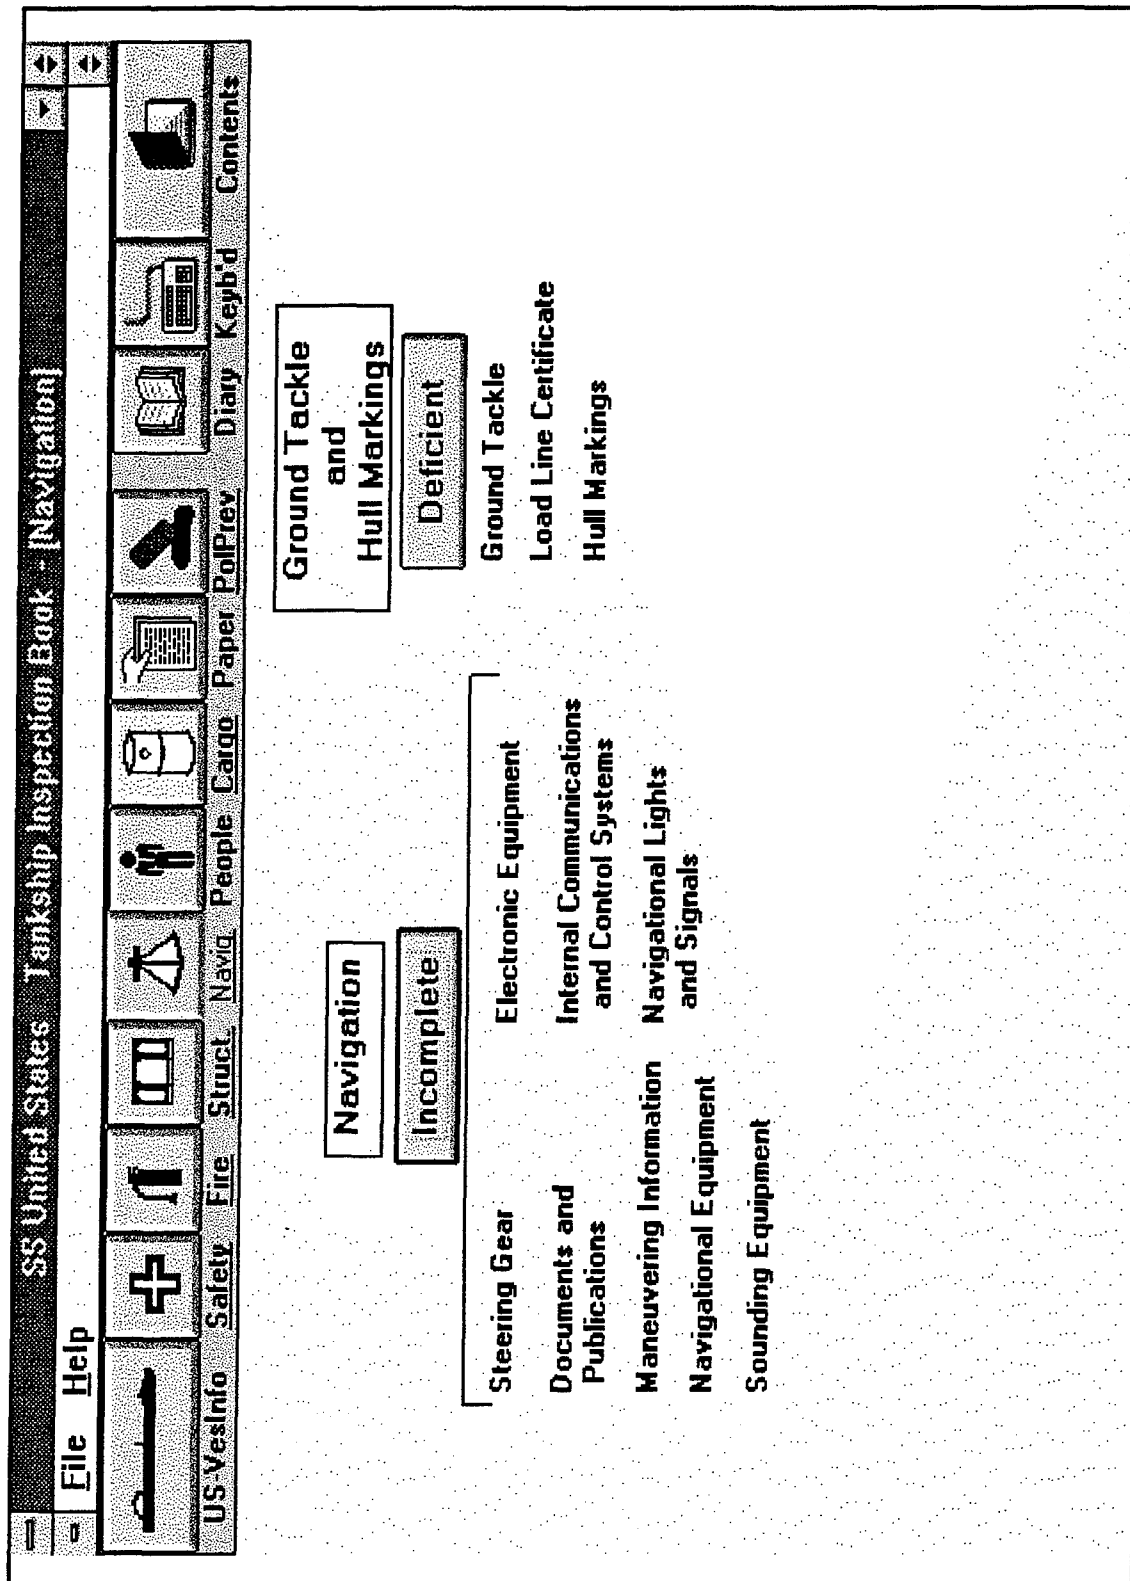 SS United States - Tankship Inspection Book - [Navigation]
File Help
US-VesInfo Safety Fire Struct. Navig People Cargo Paper PolPrev Diary Keyb'd Contents
Navigation
Incomplete
Steering Gear
Documents and
Publications
Maneuvering Information
Navigational Equipment
Sounding Equipment
Electronic Equipment
Internal Communications
and Control Systems
Navigational Lights
and Signals
Ground Tackle
and
Hull Markings
Deficient
Ground Tackle
Load Line Certificate
Hull Markings